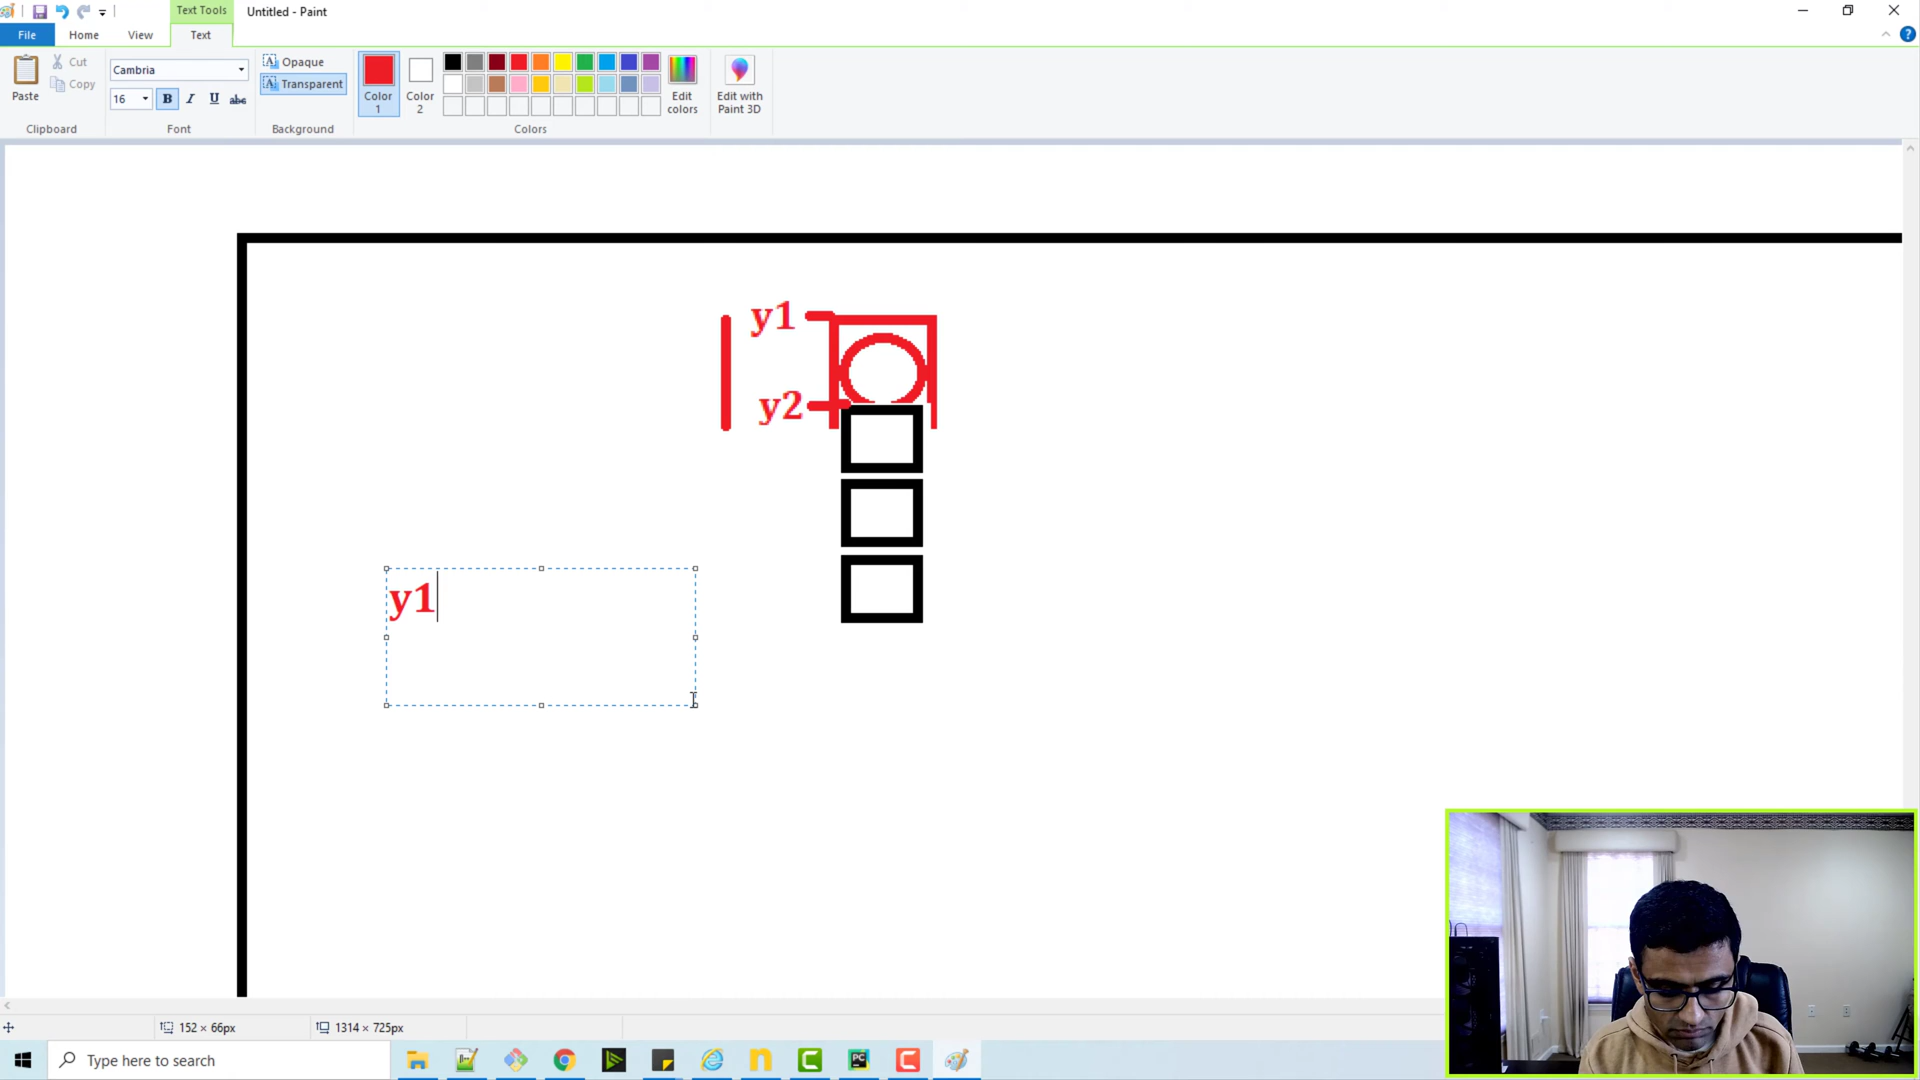 Text Tools
Untitled - Paint
File
Home
View
Text
Paste
Cut
Copy
Clipboard
Cambria
16
B
I
U
abc
Font
A Opaque
A Transparent
Background
Color
1
Color
2
Edit
colors
Colors
Edit with
Paint 3D
y1
y2
y1
152 × 66px
1314 × 725px
Type here to search